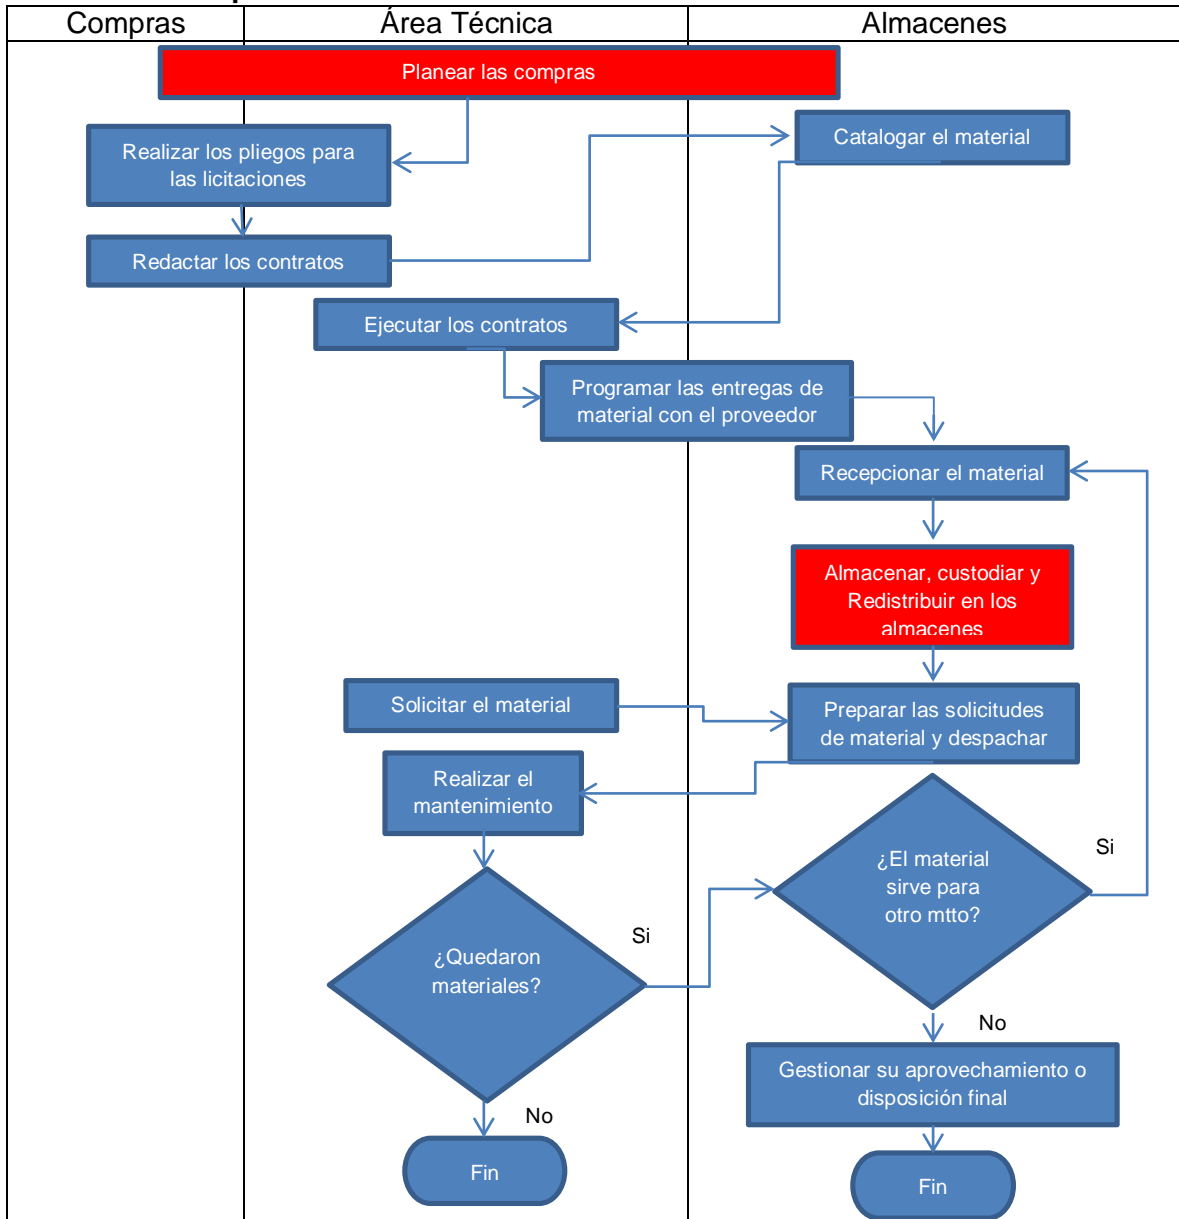 Compras
Área Técnica
Almacenes
Planear las compras
Realizar los pliegos para
las licitaciones
Catalogar el material
Redactar los contratos
Ejecutar los contratos
Programar las entregas de
material con el proveedor
Recepcionar el material
Almacenar, custodiar y
Redistribuir en los
almacenes
Solicitar el material
Preparar las solicitudes
de material y despachar
Realizar el
mantenimiento
¿Quedaron
materiales?
Si
¿El material
sirve para
otro mtto?
Si
No
Gestionar su aprovechamiento o
disposición final
No
Fin
Fin